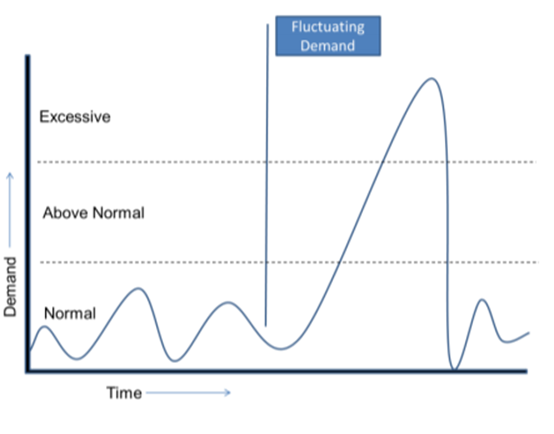 Fluctuating
Demand
Excessive
Above Normal
Normal
Demand
Time